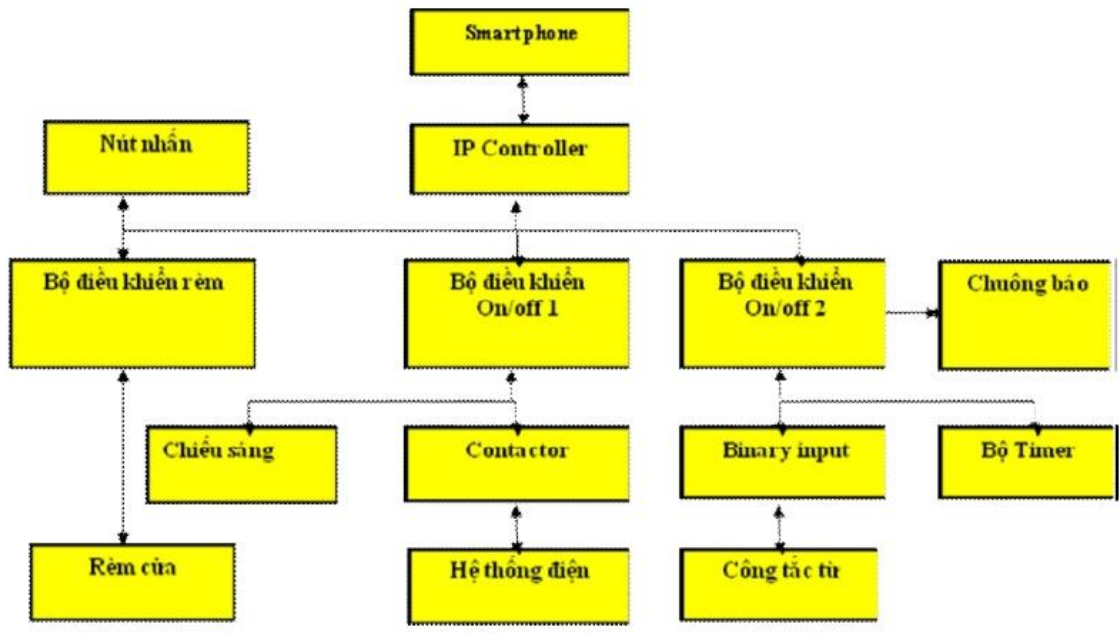 Smartphone
Nút nhấn
IP Controller
Bộ điều khiển rèm
Bộ điều khiển
On/off 1
Bộ điều khiển
On/off 2
Chuông báo
Chiếu sáng
Contactor
Binary input
Bộ Timer
Rèm cửa
Hệ thống điện
Công tắc từ